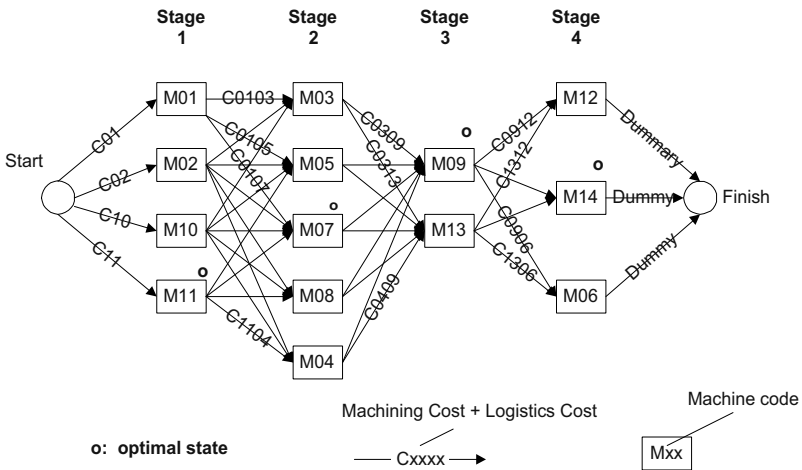 Stage 1
Stage 2
Stage 3
Stage 4
Start
C01
C02
C10
C11
M01
M02
M10
M11
o
C0103
C0105
C0107
C1104
M03
M05
o
M07
M08
M04
C0309
C0313
C0409
o
M09
M13
C0912
C1312
C0906
C1306
M12
o
M14
M06
Dummary
Dummy
Dummy
Finish
o: optimal state
Machining Cost + Logistics Cost
Cxxxx
Machine code
Mxx